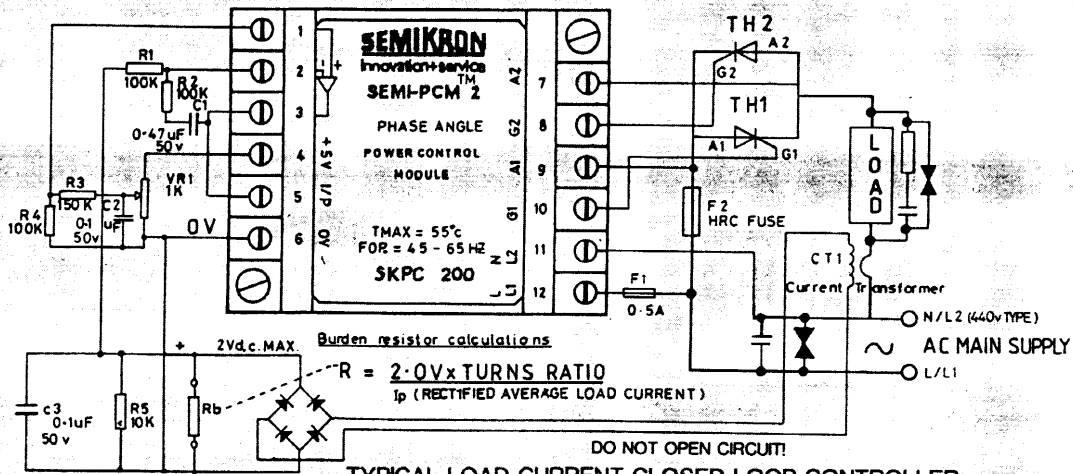 TH2
A2
G2
TH1
A1
G1
SEMIKRON
innovation+service
SEMI-PCM™ 2
PHASE ANGLE
POWER CONTROL
MODULE
TMAX = 55°c
FOR = 45 - 65 HZ
SKPC 200
1
2
3
4
5
6
- +
+5V I/P 0V -
A2
G2
A1
G1
N L2
L L1
7
8
9
10
11
12
R1
100K
R2
100K
C1
0·47uF
50v
VR1
1K
R3
150K
C2
0·1
uF
50v
R4
100K
0V
F2
HRC FUSE
F1
0·5A
LOAD
CT1
Current Transformer
N/L2 (440v TYPE)
AC MAIN SUPPLY
L/L1
+
2Vd.c. MAX.
Burden resistor calculations
R = 2·0V x TURNS RATIO
Ip (RECTIFIED AVERAGE LOAD CURRENT)
c3
0·1uF
50v
R5
10K
Rb
DO NOT OPEN CIRCUIT!
TYPICAL LOAD CURRENT CLOSED LOOP CONTROLLER